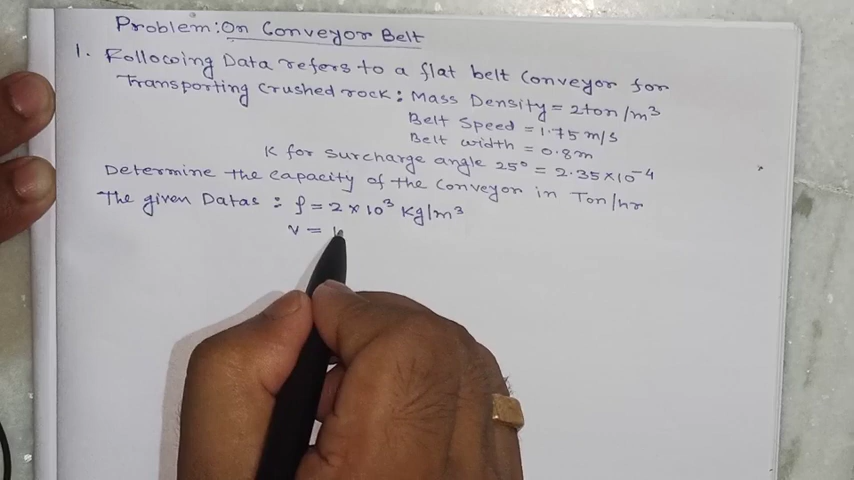 Problem: On Conveyor Belt
1. Following Data refers to a flat belt Conveyor for
Transporting Crushed rock: Mass Density = 2ton/m³
Belt Speed = 1.75 m/s
Belt width = 0.8m
K for surcharge angle 25° = 2.35×10⁻⁴
Determine the capacity of the Conveyor in Ton/hr
The given Datas: ρ = 2×10³ Kg/m³
v = 1